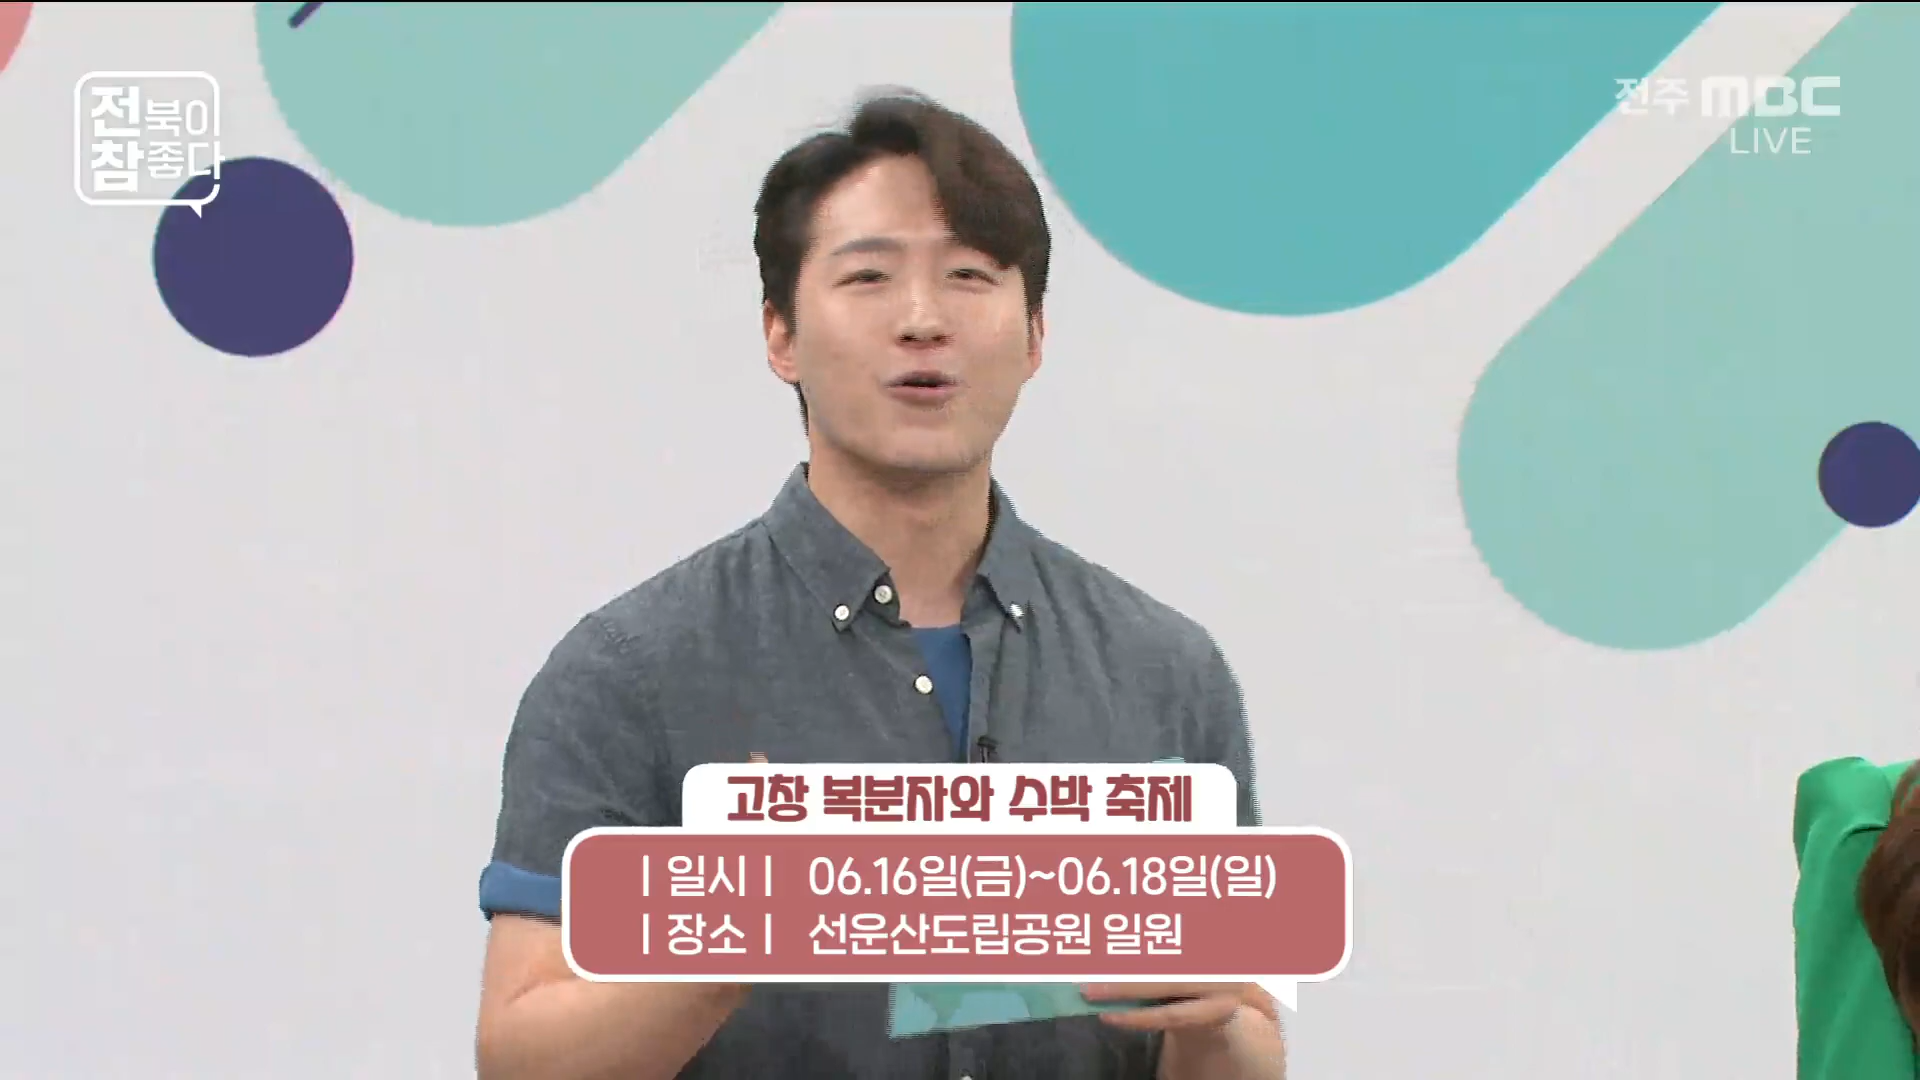 전북이
참좋다
전주 MBC
LIVE
고창 복분자와 수박 축제
| 일시 | 06.16일(금)~06.18일(일)
| 장소 | 선운산도립공원 일원